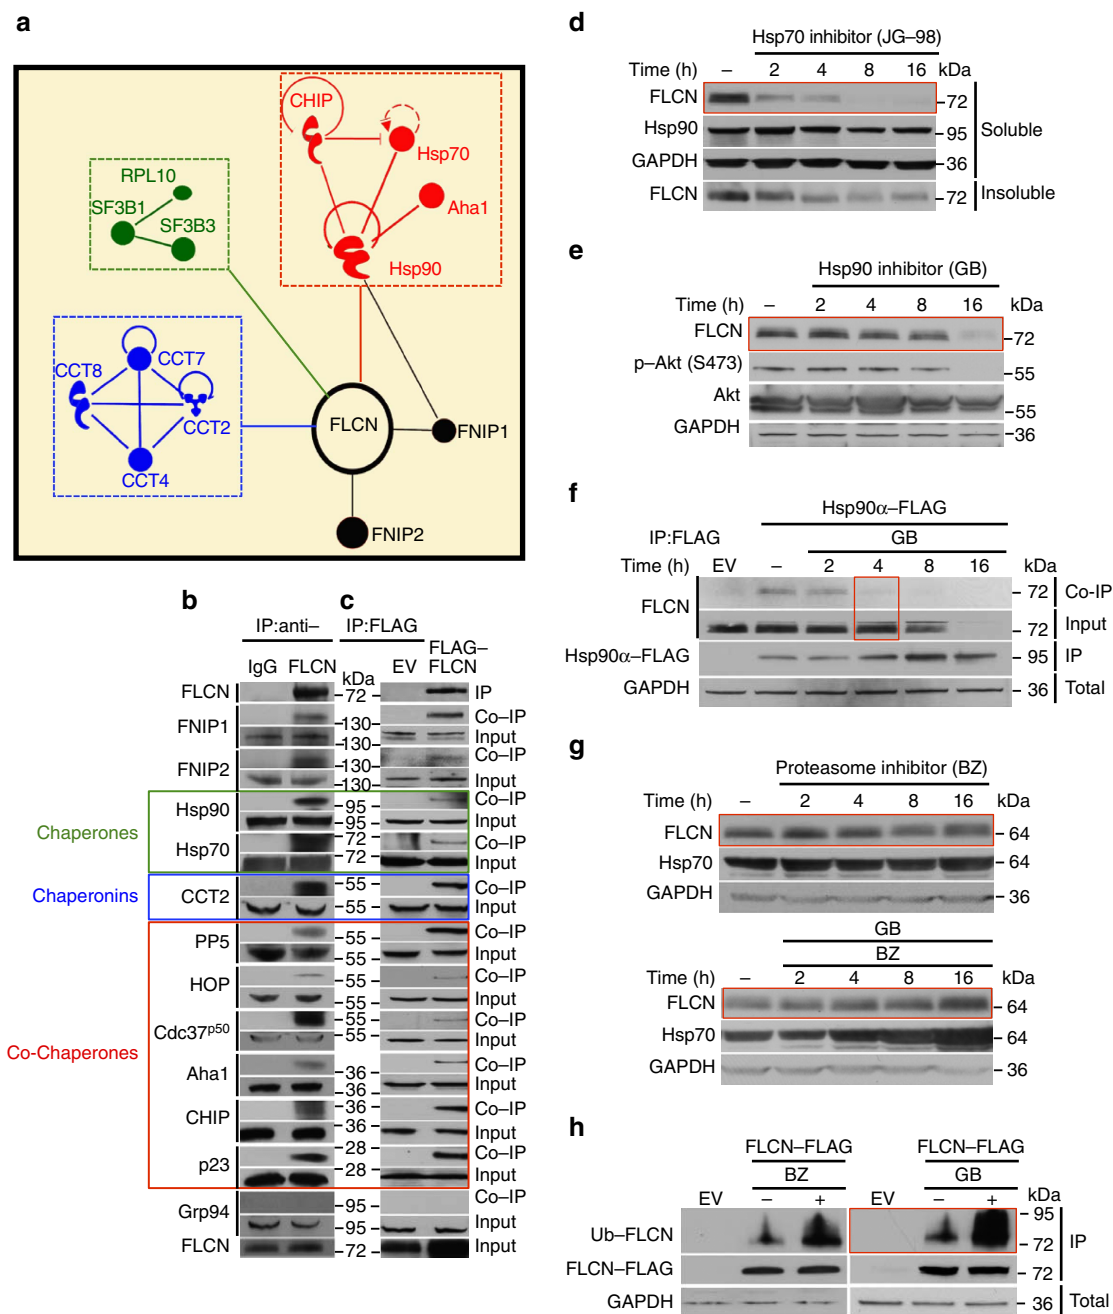 a
CHIP
Hsp70
Aha1
Hsp90
RPL10
SF3B1
SF3B3
CCT7
CCT8
CCT2
CCT4
FLCN
FNIP1
FNIP2
b
c
IP:anti–
IP:FLAG
IgG FLCN
kDa
EV
FLAG–
FLCN
FLCN
72
IP
FNIP1
130
Co–IP
130
Input
FNIP2
130
Co–IP
130
Input
Chaperones
Hsp90
95
Co–IP
95
Input
Hsp70
72
Co–IP
72
Input
Chaperonins
CCT2
55
Co–IP
55
Input
Co-Chaperones
PP5
55
Co–IP
55
Input
HOP
55
Co–IP
55
Input
Cdc37p50
55
Co–IP
55
Input
Aha1
36
Co–IP
36
Input
CHIP
36
Co–IP
36
Input
p23
28
Co–IP
28
Input
Grp94
95
Co–IP
95
Input
FLCN
72
Input
d
Hsp70 inhibitor (JG–98)
Time (h) – 2 4 8 16 kDa
FLCN 72
Hsp90 95
Soluble
GAPDH 36
FLCN 72 Insoluble
e
Hsp90 inhibitor (GB)
Time (h) – 2 4 8 16 kDa
FLCN 72
p–Akt (S473) 55
Akt 55
GAPDH 36
f
Hsp90α–FLAG
IP:FLAG GB
Time (h) EV – 2 4 8 16 kDa
FLCN
72 Co-IP
72 Input
Hsp90α–FLAG 95 IP
GAPDH 36 Total
g
Proteasome inhibitor (BZ)
Time (h) – 2 4 8 16 kDa
FLCN 64
Hsp70 64
GAPDH 36
GB
BZ
Time (h) – 2 4 8 16 kDa
FLCN 64
Hsp70 64
GAPDH 36
h
FLCN–FLAG FLCN–FLAG
BZ GB
EV – + EV – + kDa
95
Ub–FLCN 72 IP
FLCN–FLAG 72
GAPDH 36 Total